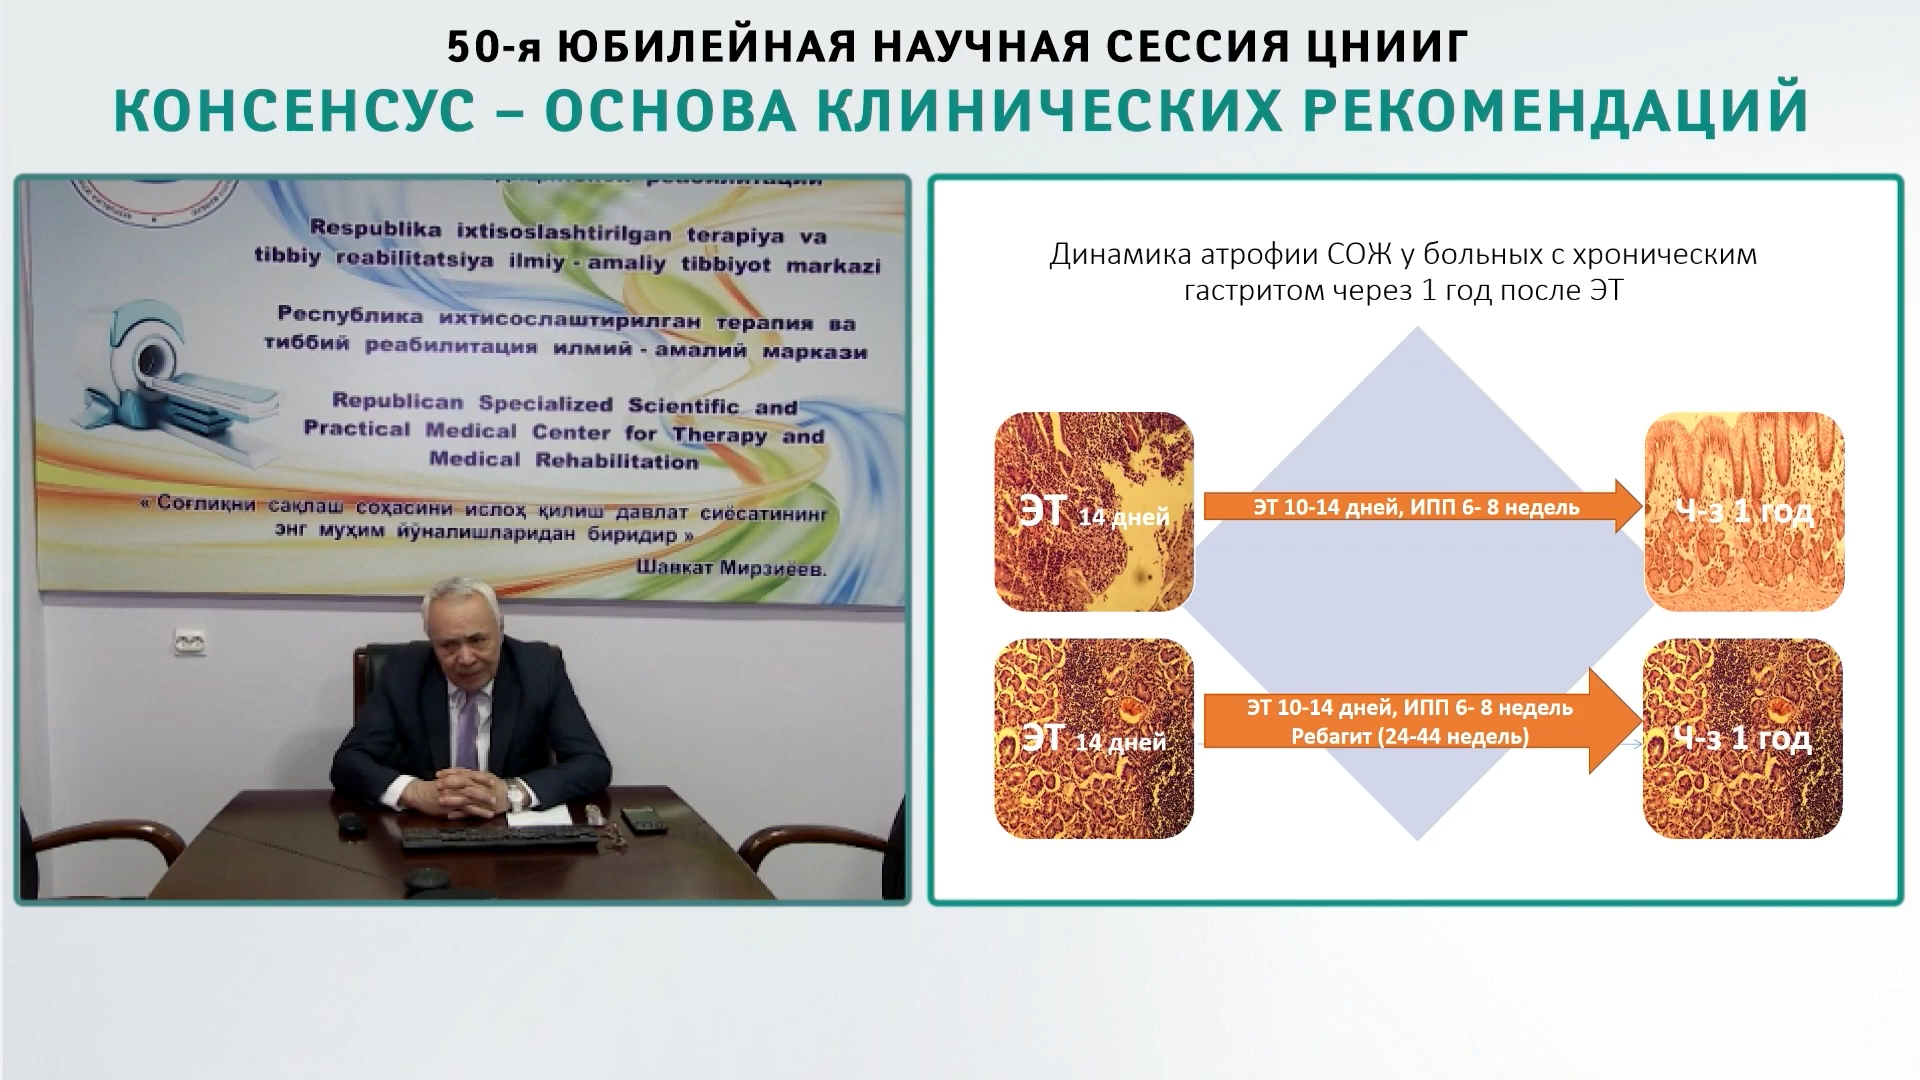 50-я ЮБИЛЕЙНАЯ НАУЧНАЯ СЕССИЯ ЦНИИГ
КОНСЕНСУС – ОСНОВА КЛИНИЧЕСКИХ РЕКОМЕНДАЦИЙ
реабилитации
Respublika ixtisoslashtirilgan terapiya va
tibbiy reabilitatsiya ilmiy - amaliy tibbiyot markazi
Республика ихтисослаштирилган терапия ва
тиббий реабилитация илмий - амалий маркази
Republican Specialized Scientific and
Practical Medical Center for Therapy and
Medical Rehabilitation
« Соғлиқни сақлаш соҳасини ислоҳ қилиш давлат сиёсатининг
энг муҳим йўналишларидан биридир »
Шавкат Мирзиёев.
Динамика атрофии СОЖ у больных с хроническим
гастритом через 1 год после ЭТ
ЭТ 14 дней
ЭТ 10-14 дней, ИПП 6- 8 недель
Ч-з 1 год
ЭТ 14 дней
ЭТ 10-14 дней, ИПП 6- 8 недель
Ребагит (24-44 недель)
Ч-з 1 год